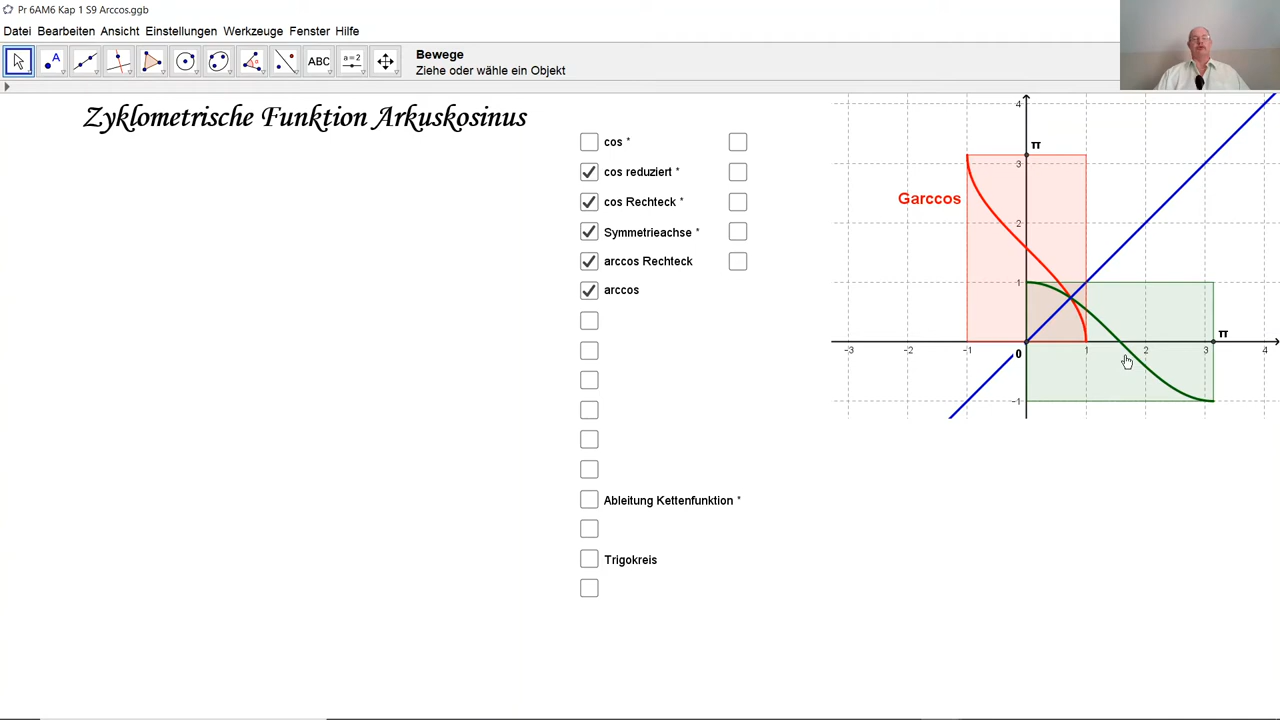 Pr 6AM6 Kap 1 S9 Arccos.ggb
Datei Bearbeiten Ansicht Einstellungen Werkzeuge Fenster Hilfe
A
ABC
a=2
Bewege
Ziehe oder wähle ein Objekt
Zyklometrische Funktion Arkuskosinus
cos *
cos reduziert *
cos Rechteck *
Symmetrieachse *
arccos Rechteck
arccos
Ableitung Kettenfunktion *
Trigokreis
4
π
3
Garccos
2
1
π
-3 -2 -1 0 1 2 3 4
-1